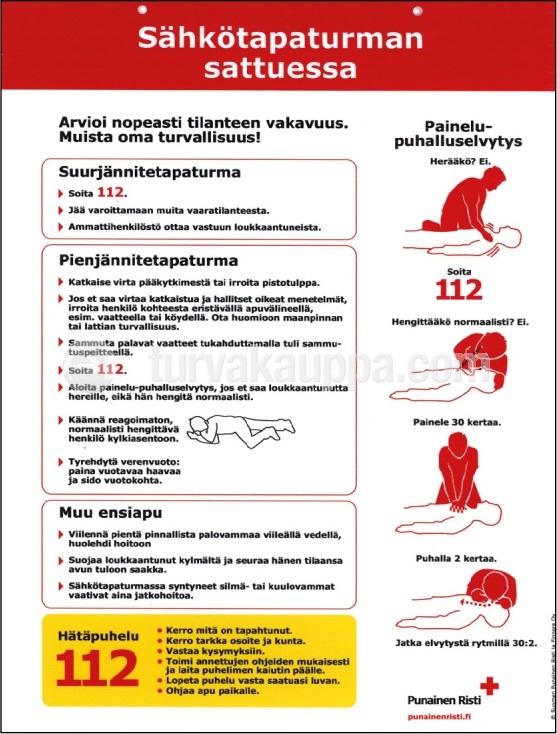 Sähkötapaturman
sattuessa
Arvioi nopeasti tilanteen vakavuus.
Muista oma turvallisuus!
Suurjännitetapaturma
Soita 112.
Jää varoittamaan muita vaaratilanteesta.
Ammattihenkilöstö ottaa vastuun loukkaantuneista.
Pienjännitetapaturma
Katkaise virta pääkytkimestä tai irroita pistotulppa.
Jos et saa virtaa katkaistua ja hallitset oikeat menetelmät,
irroita henkilö kohteesta eristävällä apuvälineellä,
esim. vaatteella tai köydellä. Ota huomioon maanpinnan
tai lattian turvallisuus.
Sammuta palavat vaatteet tukahduttamalla tuli sammu-
tuspeitteellä.
Soita 112.
Aloita painelu-puhalluselvytys, jos et saa loukkaantunutta
hereille, eikä hän hengitä normaalisti.
Käännä reagoimaton,
normaalisti hengittävä
henkilö kylkiasentoon.
Tyrehdytä verenvuoto:
paina vuotavaa haavaa
ja sido vuotokohta.
Muu ensiapu
Viilennä pientä pinnallista palovammaa viileällä vedellä,
huolehdi hoitoon
Suojaa loukkaantunut kylmältä ja seuraa hänen tilaansa
avun tuloon saakka.
Sähkötapaturmassa syntyneet silmä- tai kuulovammat
vaativat aina jatkohoitoa.
Hätäpuhelu
112
Kerro mitä on tapahtunut.
Kerro tarkka osoite ja kunta.
Vastaa kysymyksiin.
Toimi annettujen ohjeiden mukaisesti
ja laita puhelimen kaiutin päälle.
Lopeta puhelu vasta saatuasi luvan.
Ohjaa apu paikalle.
Painelu-
puhalluselvytys
Herääkö? Ei.
Soita
112
Hengittääkö normaalisti? Ei.
Painele 30 kertaa.
Puhalla 2 kertaa.
Jatka elvytystä rytmillä 30:2.
Punainen Risti
punainenristi.fi
turvakauppa.com